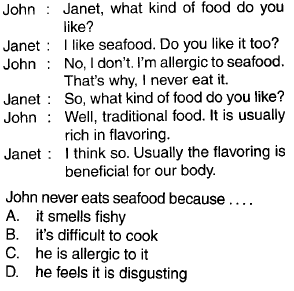 John : Janet, what kind of food do you
like?
Janet : I like seafood. Do you like it too?
John : No, I don't. I'm allergic to seafood.
That's why, I never eat it.
Janet : So, what kind of food do you like?
John : Well, traditional food. It is usually
rich in flavoring.
Janet : I think so. Usually the flavoring is
beneficial for our body.
John never eats seafood because ....
A. it smells fishy
B. it's difficult to cook
C. he is allergic to it
D. he feels it is disgusting